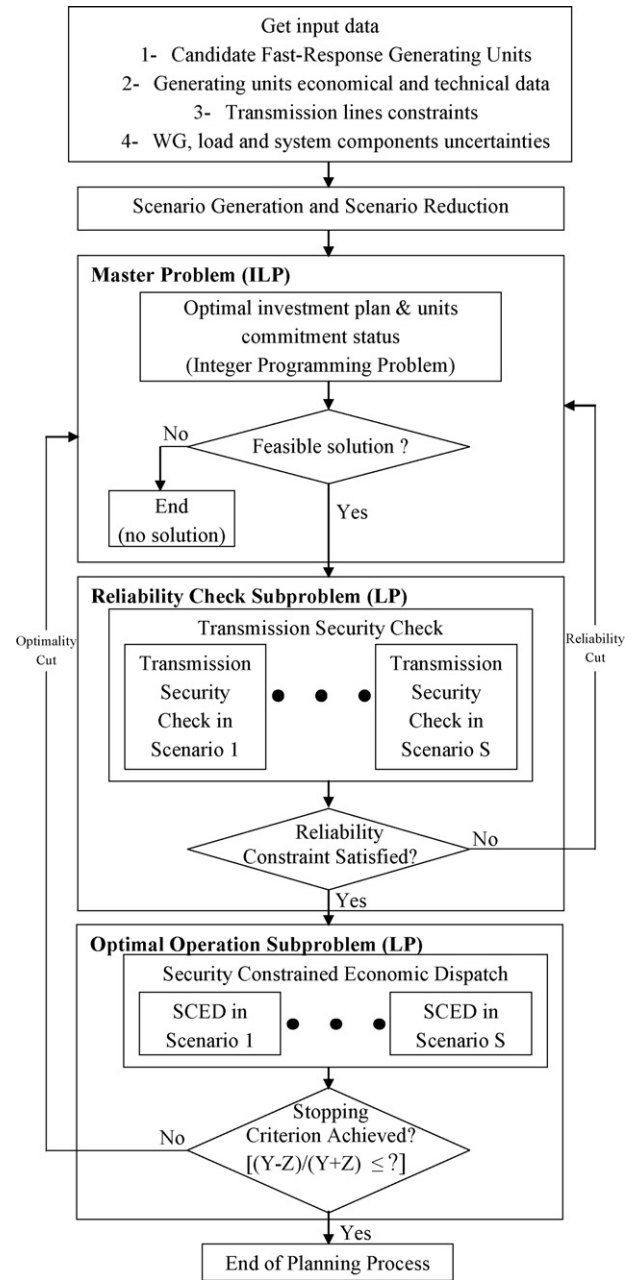 Get input data
1- Candidate Fast-Response Generating Units
2- Generating units economical and technical data
3- Transmission lines constraints
4- WG, load and system components uncertainties
Scenario Generation and Scenario Reduction
Master Problem (ILP)
Optimal investment plan & units
commitment status
(Integer Programming Problem)
No
Feasible solution ?
End
(no solution)
Yes
Reliability Check Subproblem (LP)
Optimality
Cut
Reliability
Cut
Transmission Security Check
Transmission
Security
Check in
Scenario 1
Transmission
Security
Check in
Scenario S
Reliability
Constraint Satisfied?
No
Yes
Optimal Operation Subproblem (LP)
Security Constrained Economic Dispatch
SCED in
Scenario 1
SCED in
Scenario S
No
Stopping
Criterion Achieved?
[(Y-Z)/(Y+Z) ≤ ?]
Yes
End of Planning Process